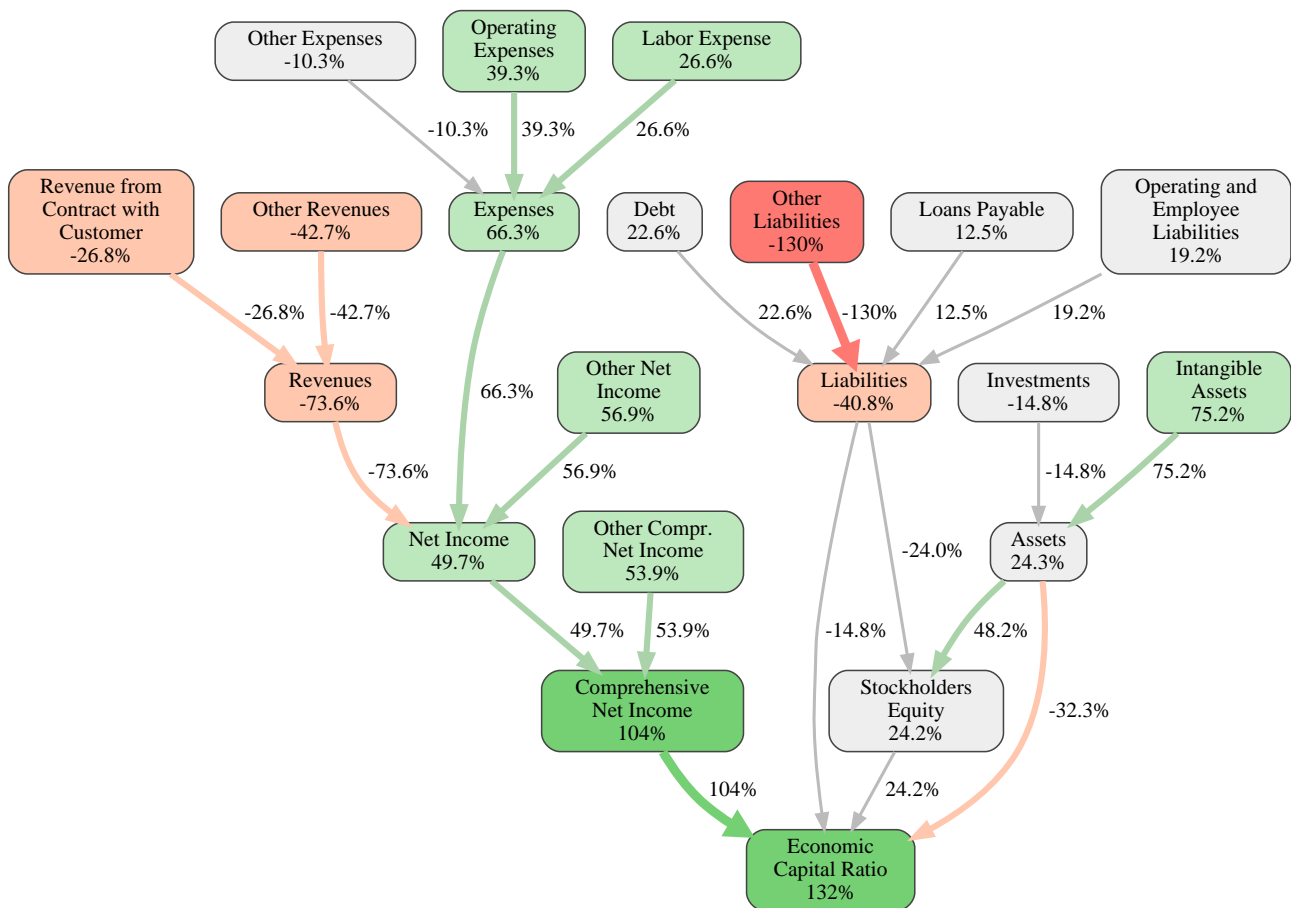 Other Expenses
-10.3%
Operating
Expenses
39.3%
Labor Expense
26.6%
-10.3%
39.3%
26.6%
Revenue from
Contract with
Customer
-26.8%
Other Revenues
-42.7%
Expenses
66.3%
Debt
22.6%
Other
Liabilities
-130%
Loans Payable
12.5%
Operating and
Employee
Liabilities
19.2%
-26.8%
-42.7%
22.6%
-130%
12.5%
19.2%
Revenues
-73.6%
66.3%
Other Net
Income
56.9%
Liabilities
-40.8%
Investments
-14.8%
Intangible
Assets
75.2%
-73.6%
56.9%
-14.8%
75.2%
Net Income
49.7%
Other Compr.
Net Income
53.9%
-24.0%
Assets
24.3%
49.7%
53.9%
-14.8%
48.2%
Comprehensive
Net Income
104%
Stockholders
Equity
24.2%
-32.3%
104%
24.2%
Economic
Capital Ratio
132%